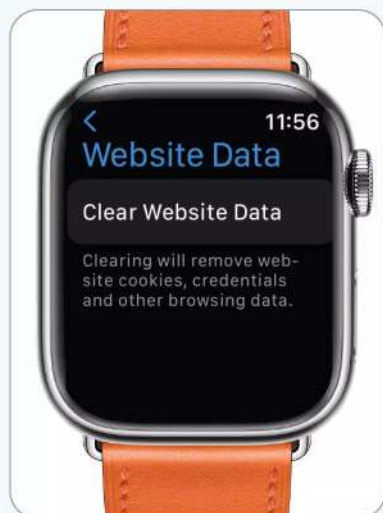 11:56
Website Data
Clear Website Data
Clearing will remove web-
site cookies, credentials
and other browsing data.